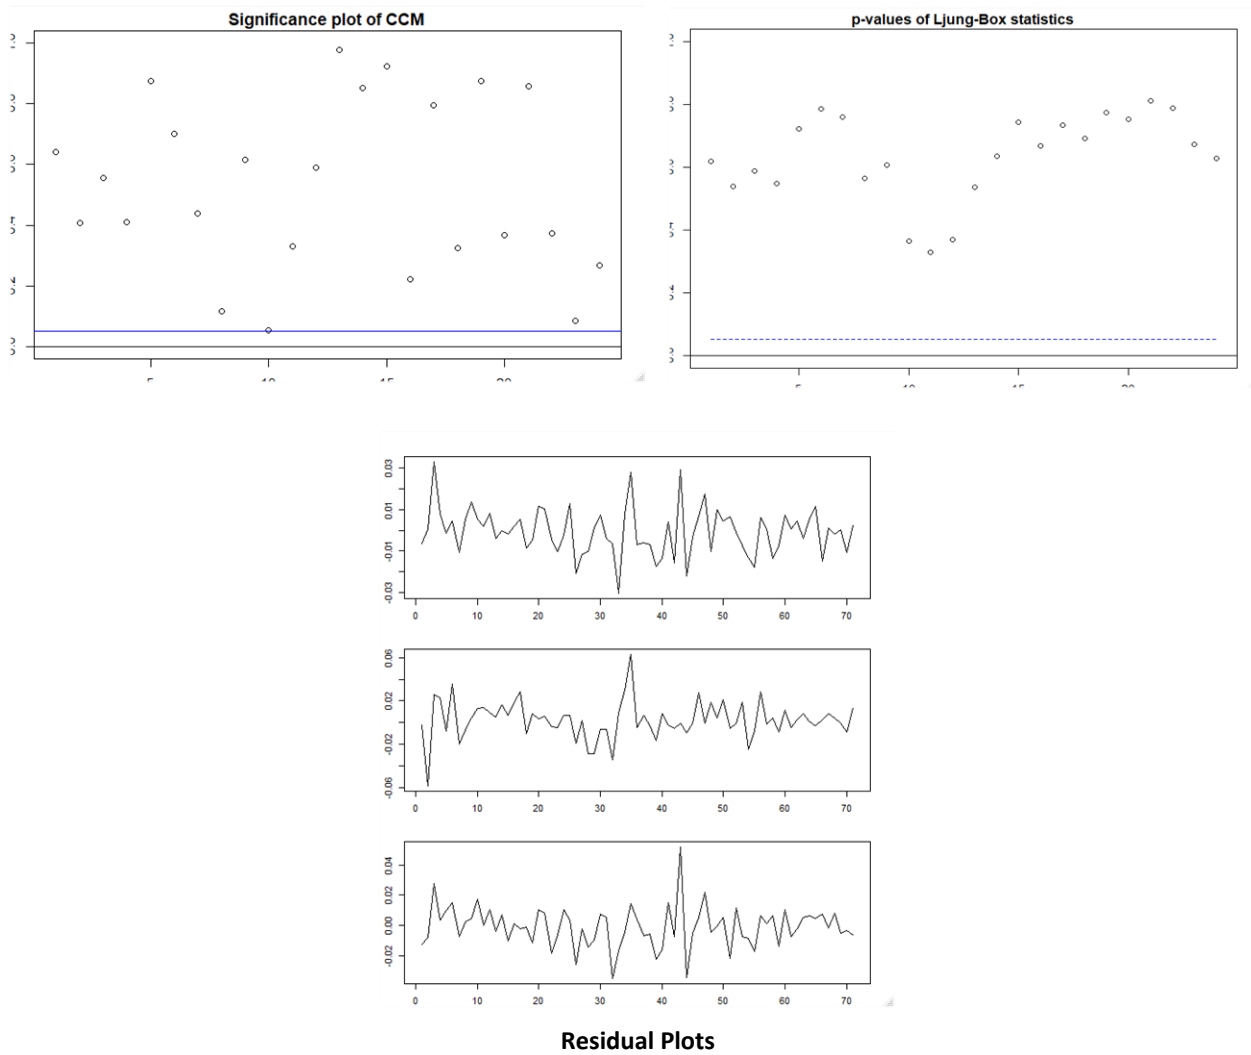 Significance plot of CCM
p-values of Ljung-Box statistics
0.03
0.01
-0.01
-0.03
0 10 20 30 40 50 60 70
0.06
0.02
-0.02
-0.06
0 10 20 30 40 50 60 70
0.04
0.02
0.00
-0.02
0 10 20 30 40 50 60 70
Residual Plots